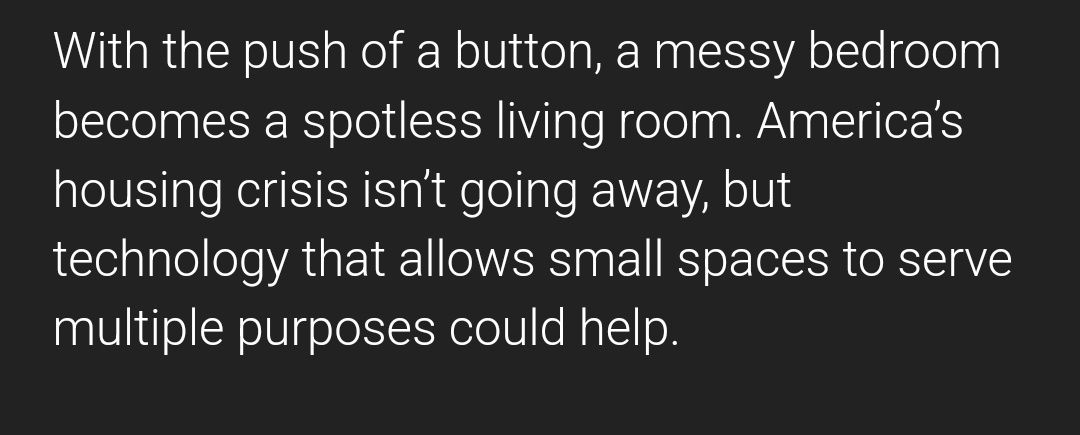 With the push of a button, a messy bedroom
becomes a spotless living room. America’s
housing crisis isn’t going away, but
technology that allows small spaces to serve
multiple purposes could help.